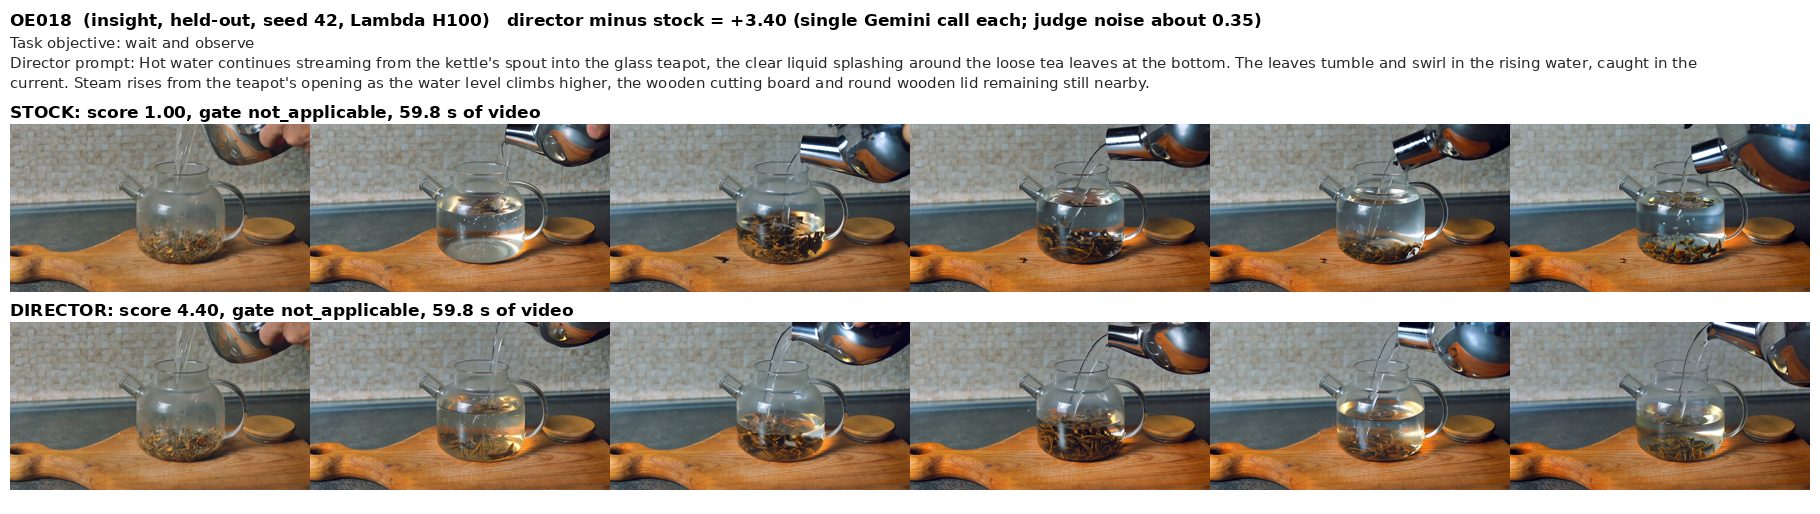 OE018 (insight, held-out, seed 42, Lambda H100) director minus stock = +3.40 (single Gemini call each; judge noise about 0.35)
Task objective: wait and observe
Director prompt: Hot water continues streaming from the kettle's spout into the glass teapot, the clear liquid splashing around the loose tea leaves at the bottom. The leaves tumble and swirl in the rising water, caught in the
current. Steam rises from the teapot's opening as the water level climbs higher, the wooden cutting board and round wooden lid remaining still nearby.
STOCK: score 1.00, gate not_applicable, 59.8 s of video
DIRECTOR: score 4.40, gate not_applicable, 59.8 s of video